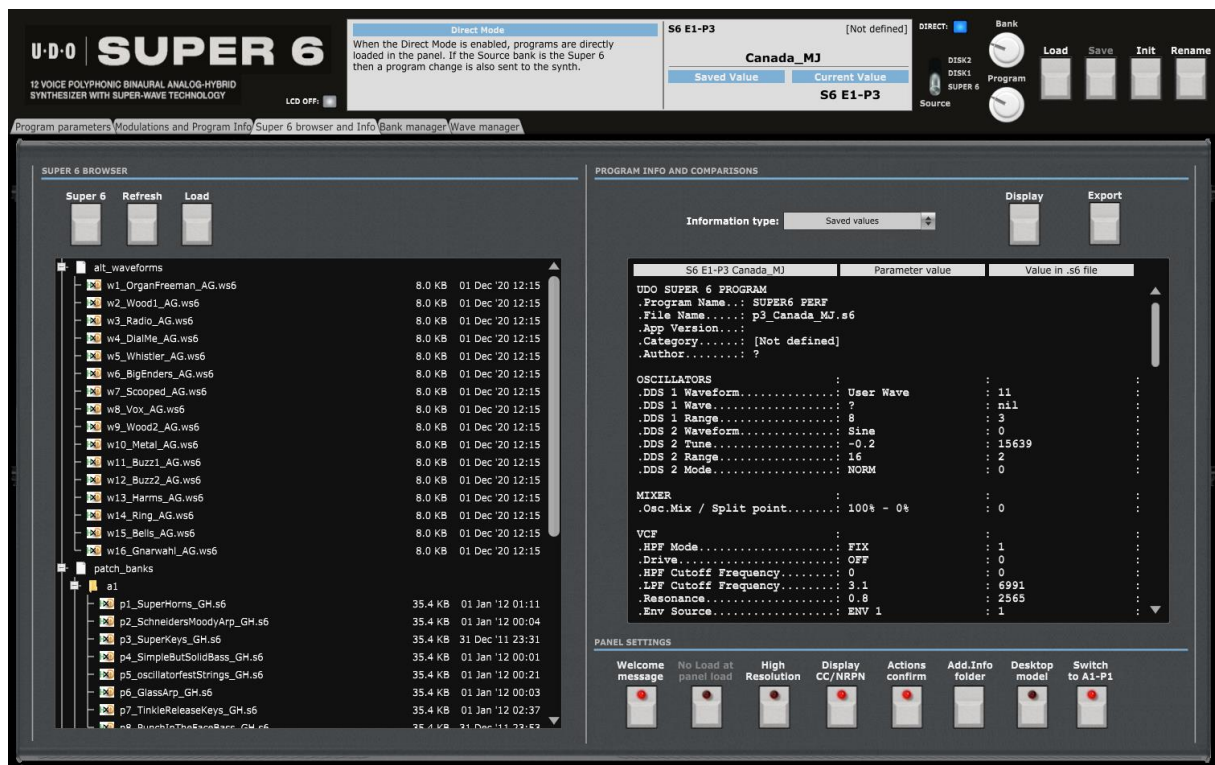 U·D·O SUPER 6
12 VOICE POLYPHONIC BINAURAL ANALOG-HYBRID
SYNTHESIZER WITH SUPER-WAVE TECHNOLOGY
LCD OFF:
Direct Mode
When the Direct Mode is enabled, programs are directly
loaded in the panel. If the Source bank is the Super 6
then a program change is also sent to the synth.
S6 E1-P3 [Not defined]
Canada_MJ
Saved Value Current Value
S6 E1-P3
DIRECT:
DISK2
DISK1
SUPER 6
Source
Bank
Program
Load Save Init Rename
Program parameters Modulations and Program Info Super 6 browser and Info Bank manager Wave manager
SUPER 6 BROWSER
Super 6 Refresh Load
alt_waveforms
w1_OrganFreeman_AG.ws6 8.0 KB 01 Dec '20 12:15
w2_Wood1_AG.ws6 8.0 KB 01 Dec '20 12:15
w3_Radio_AG.ws6 8.0 KB 01 Dec '20 12:15
w4_DialMe_AG.ws6 8.0 KB 01 Dec '20 12:15
w5_Whistler_AG.ws6 8.0 KB 01 Dec '20 12:15
w6_BigEnders_AG.ws6 8.0 KB 01 Dec '20 12:15
w7_Scooped_AG.ws6 8.0 KB 01 Dec '20 12:15
w8_Vox_AG.ws6 8.0 KB 01 Dec '20 12:15
w9_Wood2_AG.ws6 8.0 KB 01 Dec '20 12:15
w10_Metal_AG.ws6 8.0 KB 01 Dec '20 12:15
w11_Buzz1_AG.ws6 8.0 KB 01 Dec '20 12:15
w12_Buzz2_AG.ws6 8.0 KB 01 Dec '20 12:15
w13_Harms_AG.ws6 8.0 KB 01 Dec '20 12:15
w14_Ring_AG.ws6 8.0 KB 01 Dec '20 12:15
w15_Bells_AG.ws6 8.0 KB 01 Dec '20 12:15
w16_Gnarwahl_AG.ws6 8.0 KB 01 Dec '20 12:15
patch_banks
a1
p1_SuperHorns_GH.s6 35.4 KB 01 Jan '12 01:11
p2_SchneidersMoodyArp_GH.s6 35.4 KB 01 Jan '12 00:04
p3_SuperKeys_GH.s6 35.4 KB 31 Dec '11 23:31
p4_SimpleButSolidBass_GH.s6 35.4 KB 01 Jan '12 00:01
p5_oscillatorfestStrings_GH.s6 35.4 KB 01 Jan '12 00:21
p6_GlassArp_GH.s6 35.4 KB 01 Jan '12 00:03
p7_TinkleReleaseKeys_GH.s6 35.4 KB 01 Jan '12 02:37
p8_PunchInTheFaceBass_GH.s6 35.4 KB 31 Dec '11 23:53
PROGRAM INFO AND COMPARISONS
Information type: Saved values
Display Export
S6 E1-P3 Canada_MJ Parameter value Value in .s6 file
UDO SUPER 6 PROGRAM
.Program Name..: SUPER6 PERF
.File Name.....: p3_Canada_MJ.s6
.App Version...:
.Category......: [Not defined]
.Author........: ?
OSCILLATORS : : :
.DDS 1 Waveform..............: User Wave : 11 :
.DDS 1 Wave..................: ? : nil :
.DDS 1 Range.................: 8 : 3 :
.DDS 2 Waveform..............: Sine : 0 :
.DDS 2 Tune..................: -0.2 : 15639 :
.DDS 2 Range.................: 16 : 2 :
.DDS 2 Mode..................: NORM : 0 :
MIXER : : :
.Osc.Mix / Split point.......: 100% - 0% : 0 :
VCF : : :
.HPF Mode....................: FIX : 1 :
.Drive.......................: OFF : 0 :
.HPF Cutoff Frequency........: 0 : 0 :
.LPF Cutoff Frequency........: 3.1 : 6991 :
.Resonance...................: 0.8 : 2565 :
.Env Source..................: ENV 1 : 1 :
PANEL SETTINGS
Welcome message
No Load at panel load
High Resolution
Display CC/NRPN
Actions confirm
Add.Info folder
Desktop model
Switch to A1-P1